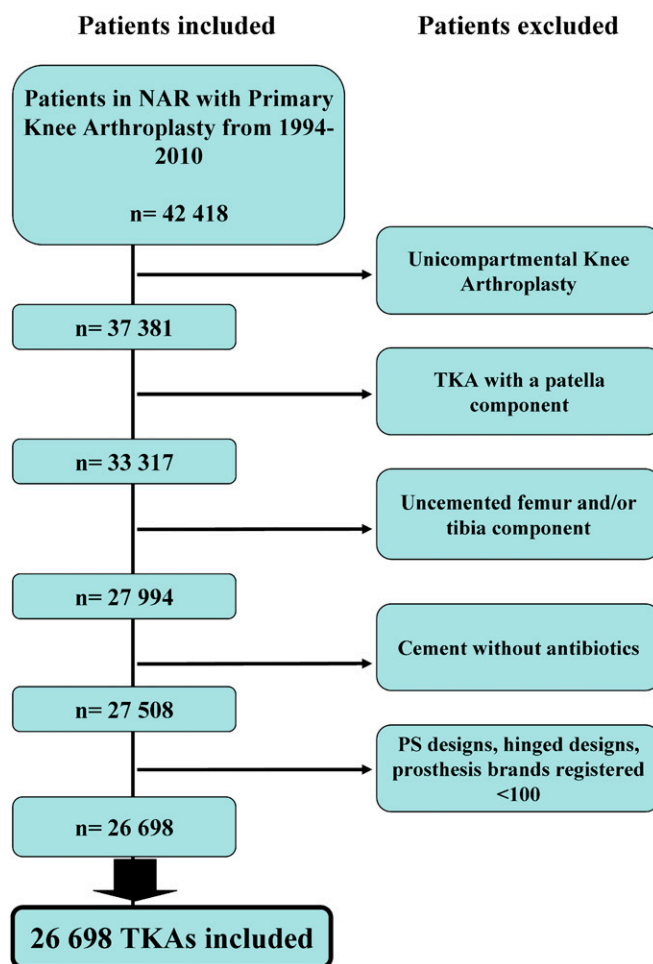 Patients included
Patients excluded
Patients in NAR with Primary
Knee Arthroplasty from 1994-
2010
n= 42 418
Unicompartmental Knee
Arthroplasty
n= 37 381
TKA with a patella
component
n= 33 317
Uncemented femur and/or
tibia component
n= 27 994
Cement without antibiotics
n= 27 508
PS designs, hinged designs,
prosthesis brands registered
<100
n= 26 698
26 698 TKAs included